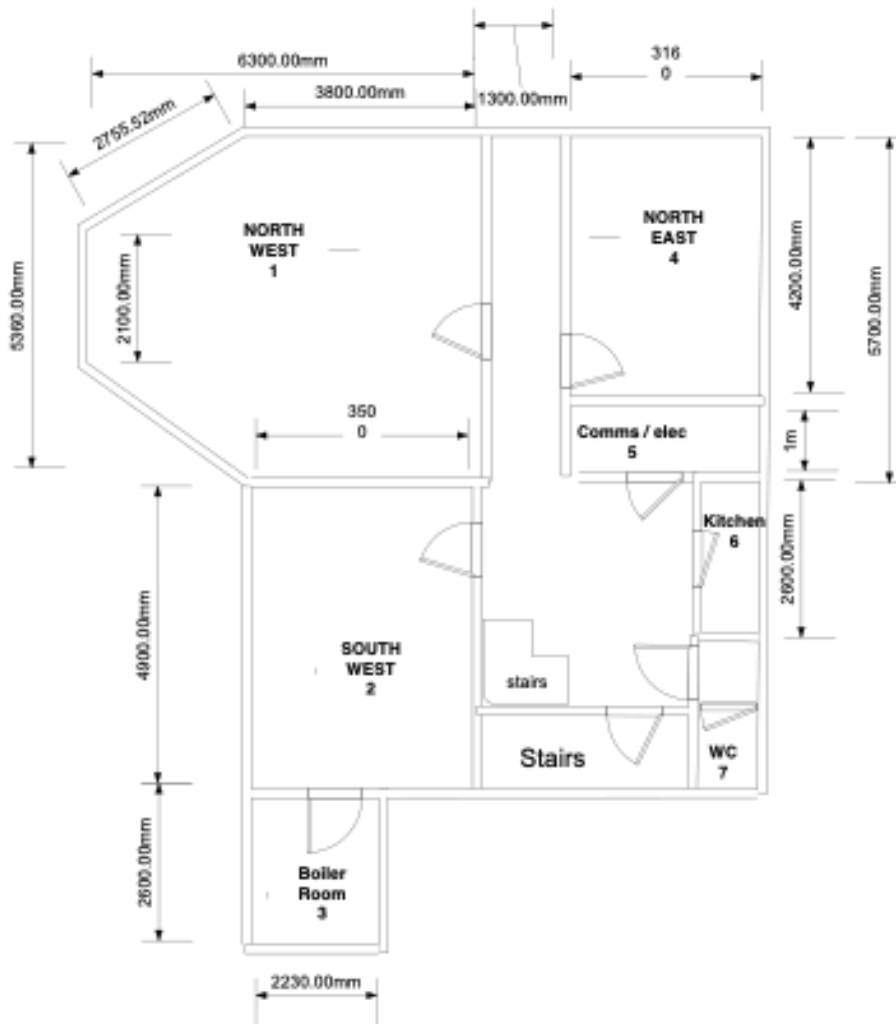 6300.00mm
316
0
3800.00mm
1300.00mm
2755.52mm
NORTH
WEST
1
NORTH
EAST
4
5360.00mm
2100.00mm
4200.00mm
5700.00mm
350
0
Comms / elec
5
1m
Kitchen
6
2600.00mm
4900.00mm
SOUTH
WEST
2
stairs
Stairs
WC
7
2600.00mm
Boiler
Room
3
2230.00mm